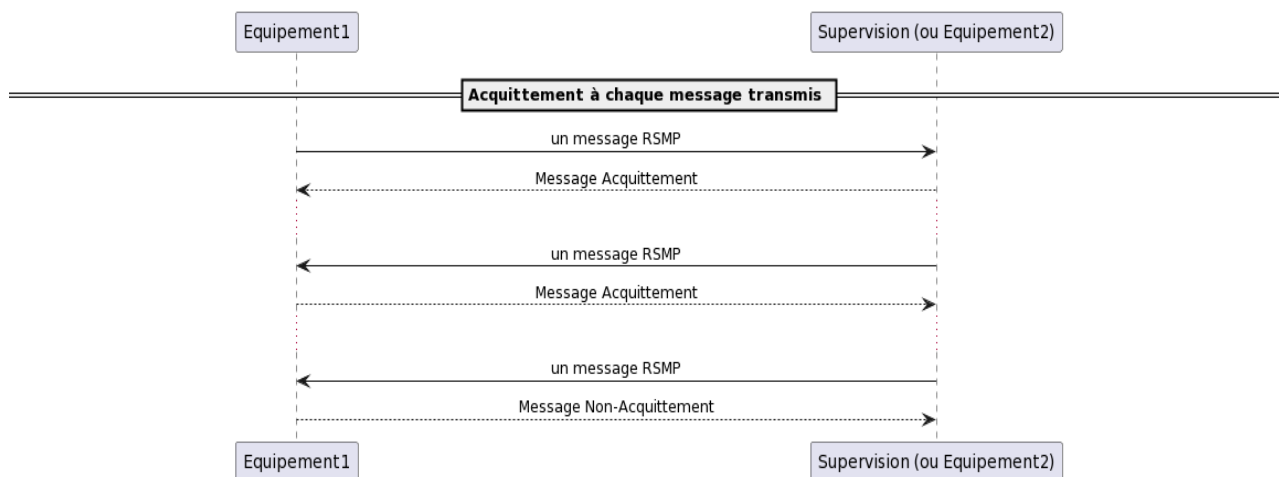 Equipement1
Supervision (ou Equipement2)
Acquittement à chaque message transmis
un message RSMP
Message Acquittement
un message RSMP
Message Acquittement
un message RSMP
Message Non-Acquittement
Equipement1
Supervision (ou Equipement2)